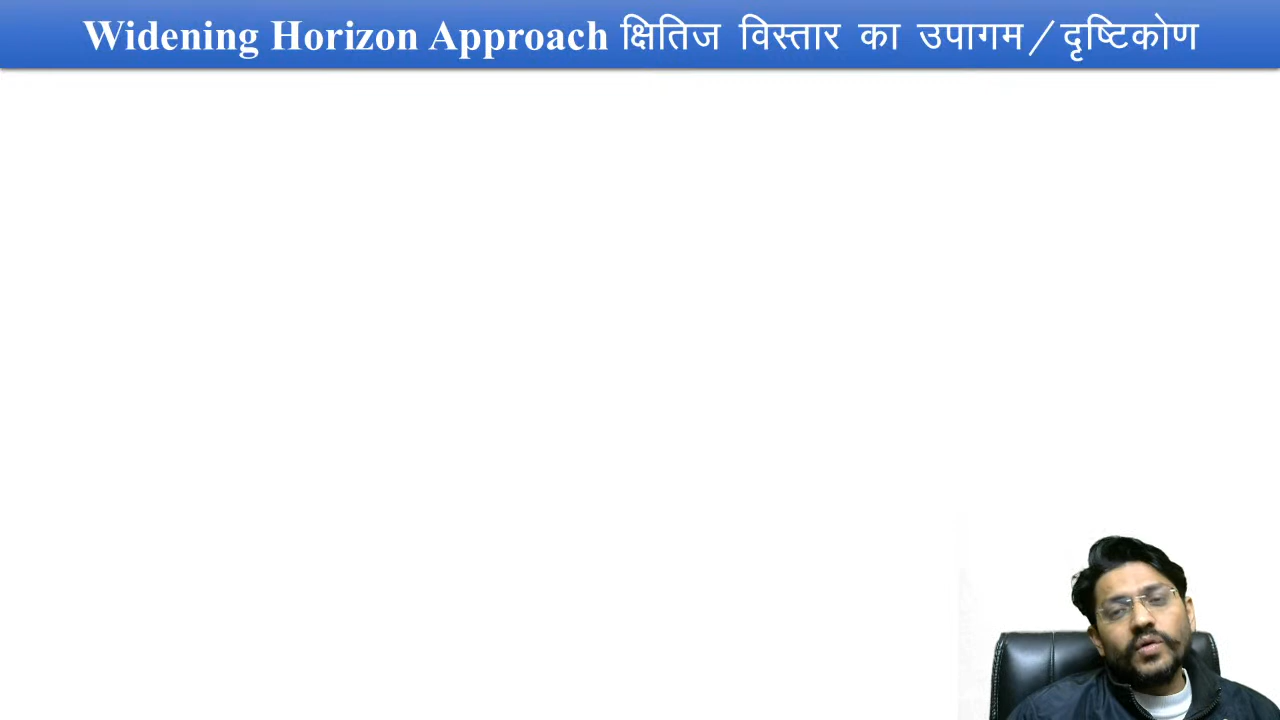 Widening Horizon Approach क्षितिज विस्तार का उपागम/दृष्टिकोण